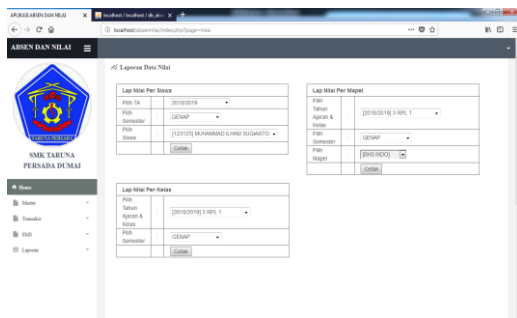 APLIKASI ABSEN DAN NILAI
localhost / localhost / db_abse
localhost/absennilai/index.php?page=nilai
ABSEN DAN NILAI
SMK TARUNA
PERSADA DUMAI
Home
Master
Transaksi
SMS
Laporan
Laporan Data Nilai
Lap Nilai Per Siswa
Pilih TA : 2018/2019
Pilih Semester : GENAP
Pilih Siswa : [123123] MUHAMMAD ILHAM SUGIARTO
Cetak
Lap Nilai Per Mapel
Pilih Tahun Ajaran & Kelas : [2018/2019] 3 RPL 1
Pilih Semester : GENAP
Pilih Mapel : [BHS INDO]
Cetak
Lap Nilai Per Kelas
Pilih Tahun Ajaran & Kelas : [2018/2019] 3 RPL 1
Pilih Semester : GENAP
Cetak